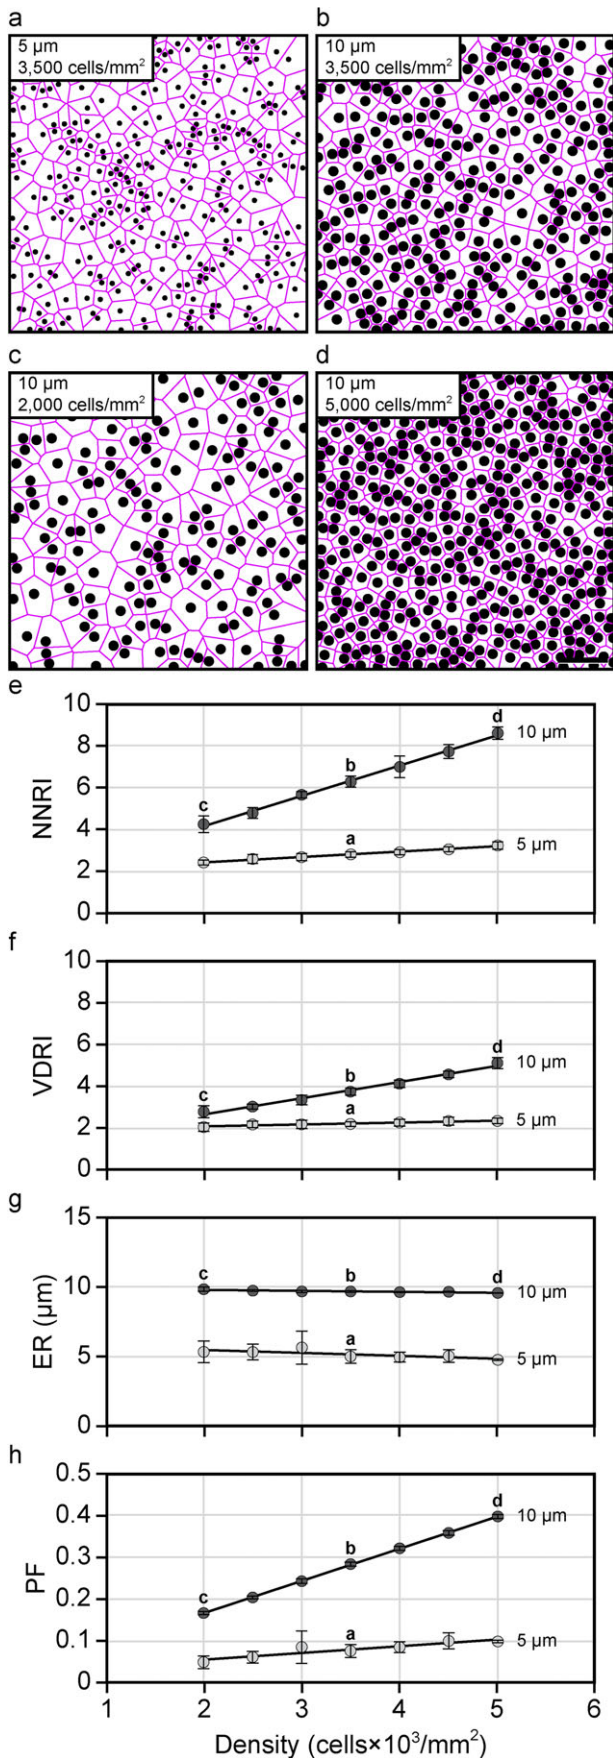 a
5 µm
3,500 cells/mm²
b
10 µm
3,500 cells/mm²
c
10 µm
2,000 cells/mm²
d
10 µm
5,000 cells/mm²
e
10
8
6
4
2
0
NNRI
c
b
d
10 µm
a
5 µm
f
10
8
6
4
2
0
VDRI
c
b
d
10 µm
a
5 µm
g
15
10
5
0
ER (µm)
c
b
d
10 µm
a
5 µm
h
0.5
0.4
0.3
0.2
0.1
0
PF
c
b
d
10 µm
a
5 µm
1 2 3 4 5 6
Density (cells×10³/mm²)